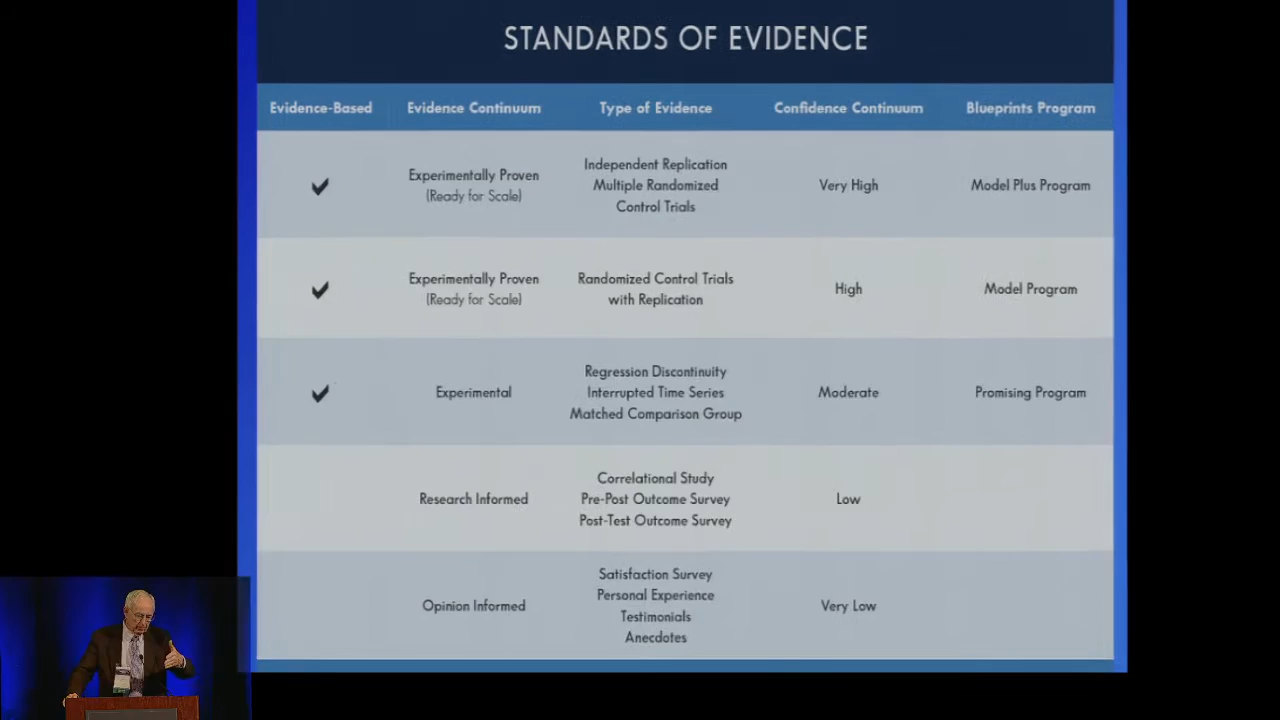 STANDARDS OF EVIDENCE
Evidence-Based Evidence Continuum Type of Evidence Confidence Continuum Blueprints Program
✔
Experimentally Proven
(Ready for Scale)
Independent Replication
Multiple Randomized
Control Trials
Very High
Model Plus Program
✔
Experimentally Proven
(Ready for Scale)
Randomized Control Trials
with Replication
High
Model Program
✔
Experimental
Regression Discontinuity
Interrupted Time Series
Matched Comparison Group
Moderate
Promising Program
Research Informed
Correlational Study
Pre-Post Outcome Survey
Post-Test Outcome Survey
Low
Opinion Informed
Satisfaction Survey
Personal Experience
Testimonials
Anecdotes
Very Low